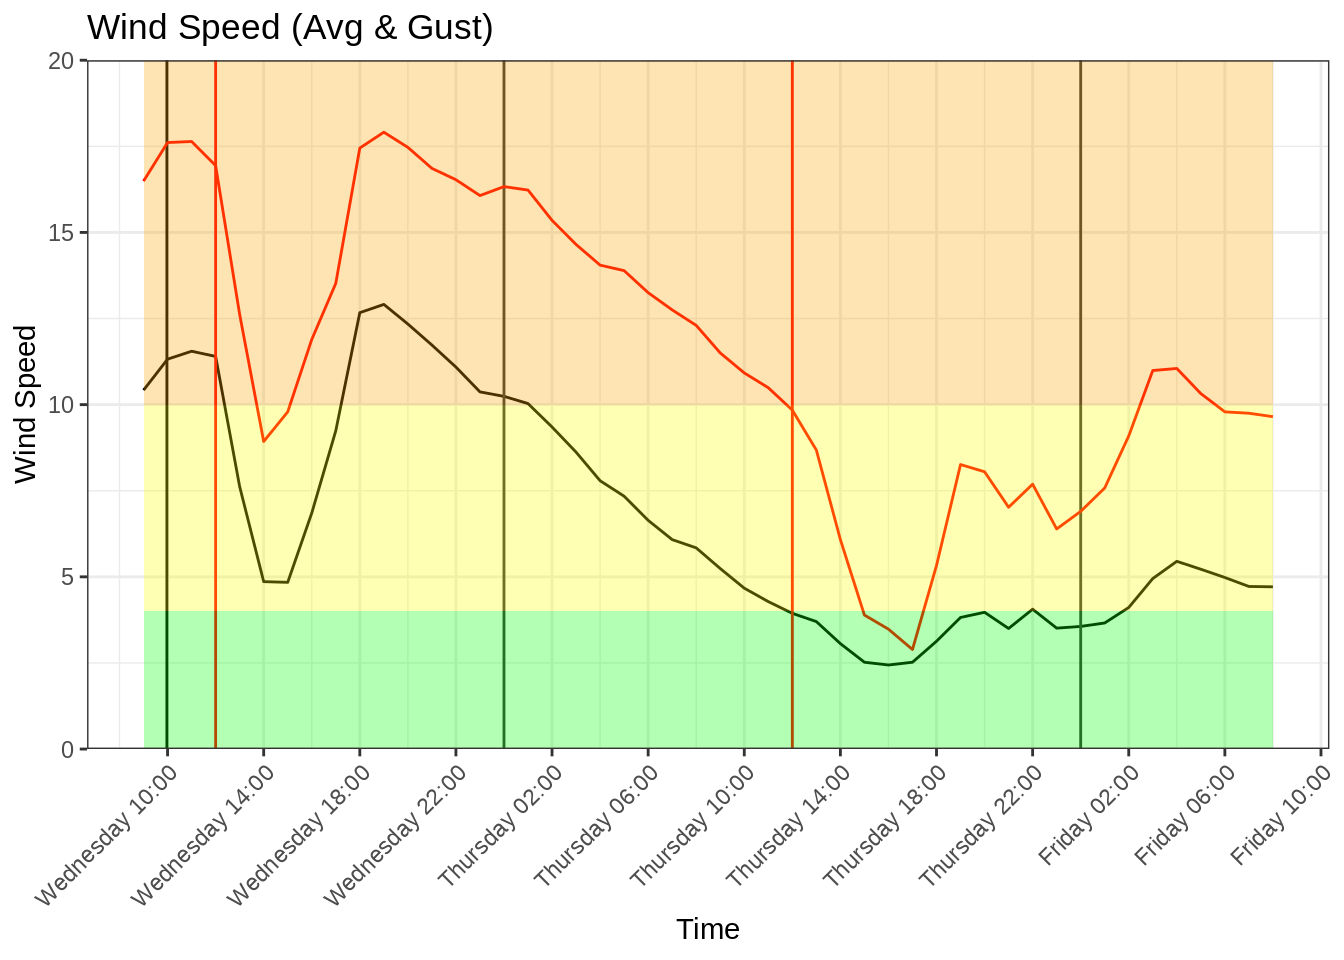 Wind Speed (Avg & Gust)
20
15
10
5
0
Wind Speed
Wednesday 10:00
Wednesday 14:00
Wednesday 18:00
Wednesday 22:00
Thursday 02:00
Thursday 06:00
Thursday 10:00
Thursday 14:00
Thursday 18:00
Thursday 22:00
Friday 02:00
Friday 06:00
Friday 10:00
Time